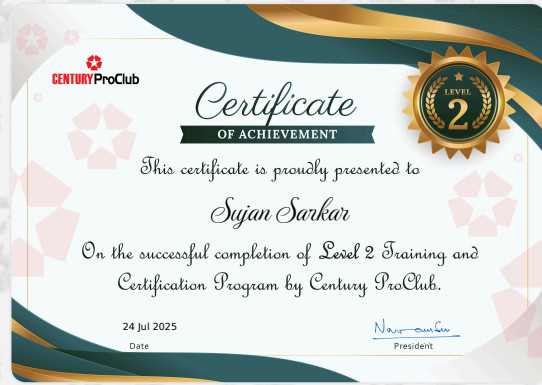 CENTURY ProClub
LEVEL
2
Certificate
OF ACHIEVEMENT
This certificate is proudly presented to
Sujan Sarkar
On the successful completion of Level 2 Training and
Certification Program by Century ProClub.
24 Jul 2025
Date
President